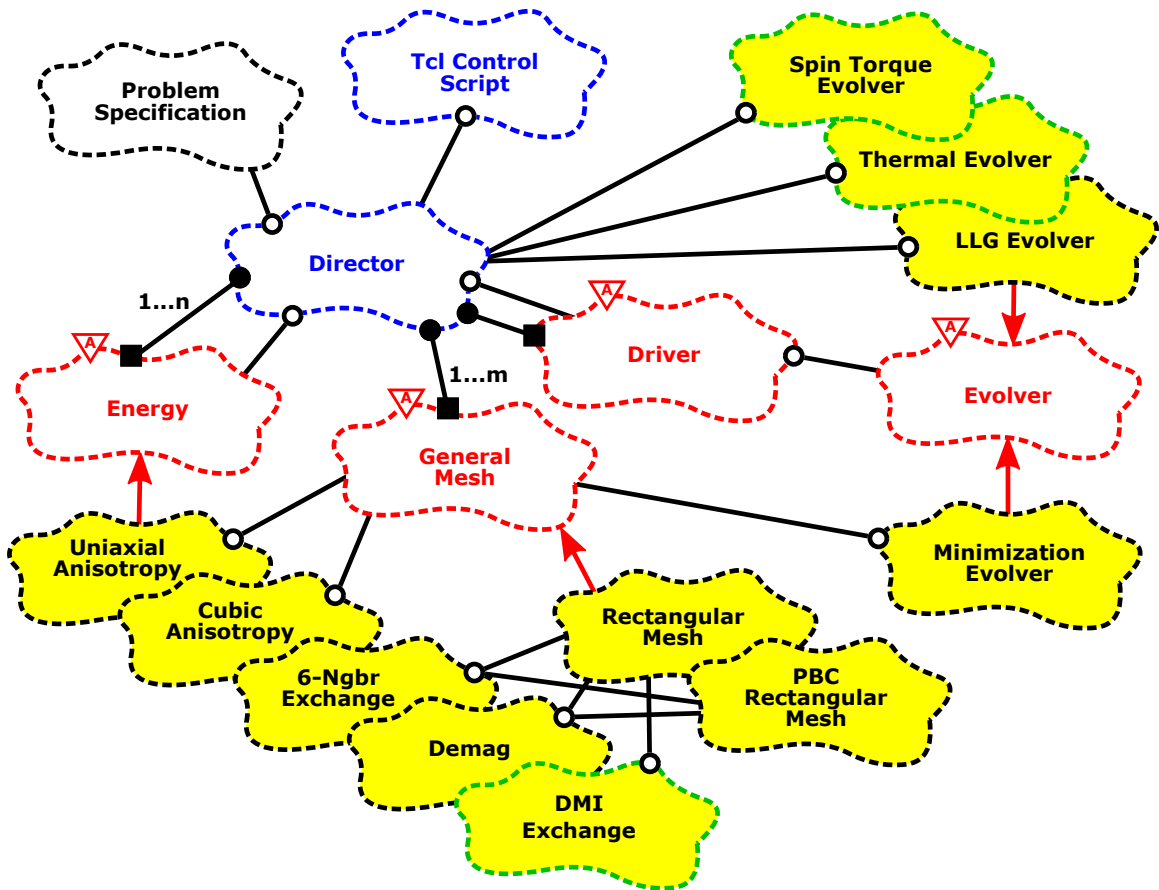 Problem
Specification
Tcl Control
Script
Spin Torque
Evolver
Thermal Evolver
LLG Evolver
Director
1...n
A
Driver
A
Evolver
A
Energy
1...m
A
General
Mesh
Uniaxial
Anisotropy
Cubic
Anisotropy
6-Ngbr
Exchange
Demag
DMI
Exchange
Rectangular
Mesh
PBC
Rectangular
Mesh
Minimization
Evolver